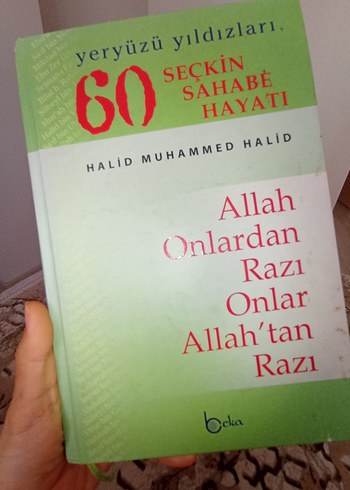 yeryüzü yıldızları.
60 SEÇKİN
SAHABE
HAYATI
HALİD MUHAMMED HALİD
Allah
Onlardan
Razı
Onlar
Allah'tan
Razı
beka